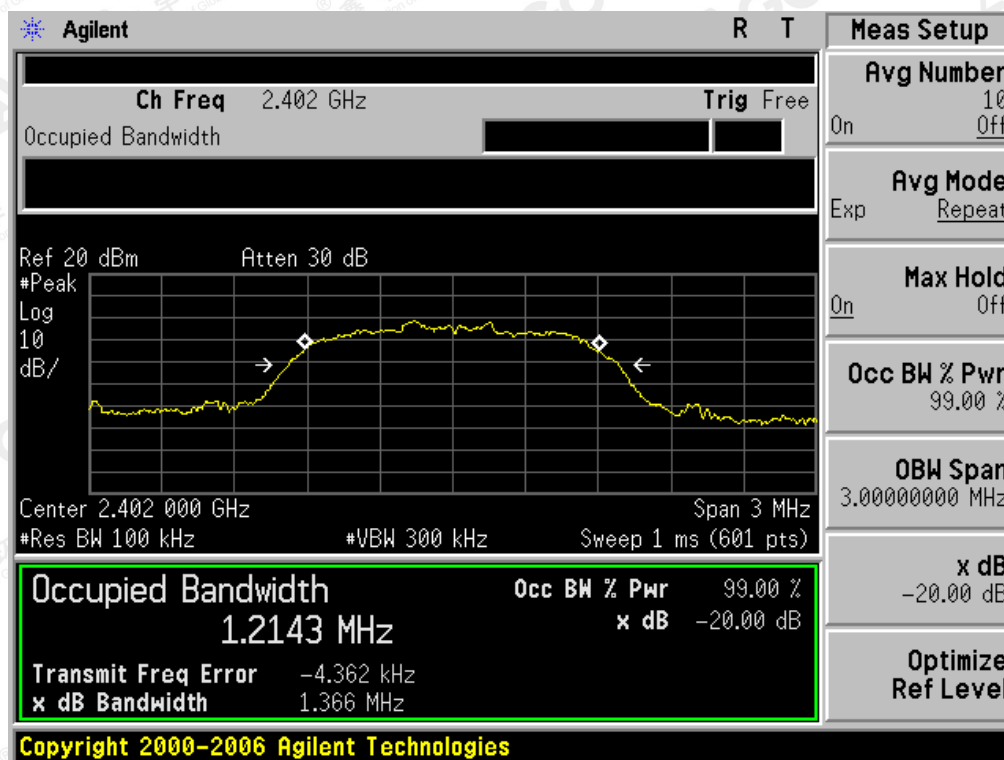 Agilent R T
Ch Freq 2.402 GHz Trig Free
Occupied Bandwidth
Ref 20 dBm Atten 30 dB
#Peak
Log
10
dB/
Center 2.402 000 GHz Span 3 MHz
#Res BW 100 kHz #VBW 300 kHz Sweep 1 ms (601 pts)
Occupied Bandwidth
1.2143 MHz
Occ BW % Pwr 99.00 %
x dB -20.00 dB
Transmit Freq Error -4.362 kHz
x dB Bandwidth 1.366 MHz
Copyright 2000-2006 Agilent Technologies
Meas Setup
Avg Number
10
On Off
Avg Mode
Exp Repeat
Max Hold
On Off
Occ BW % Pwr
99.00 %
OBW Span
3.00000000 MHz
x dB
-20.00 dB
Optimize
Ref Level